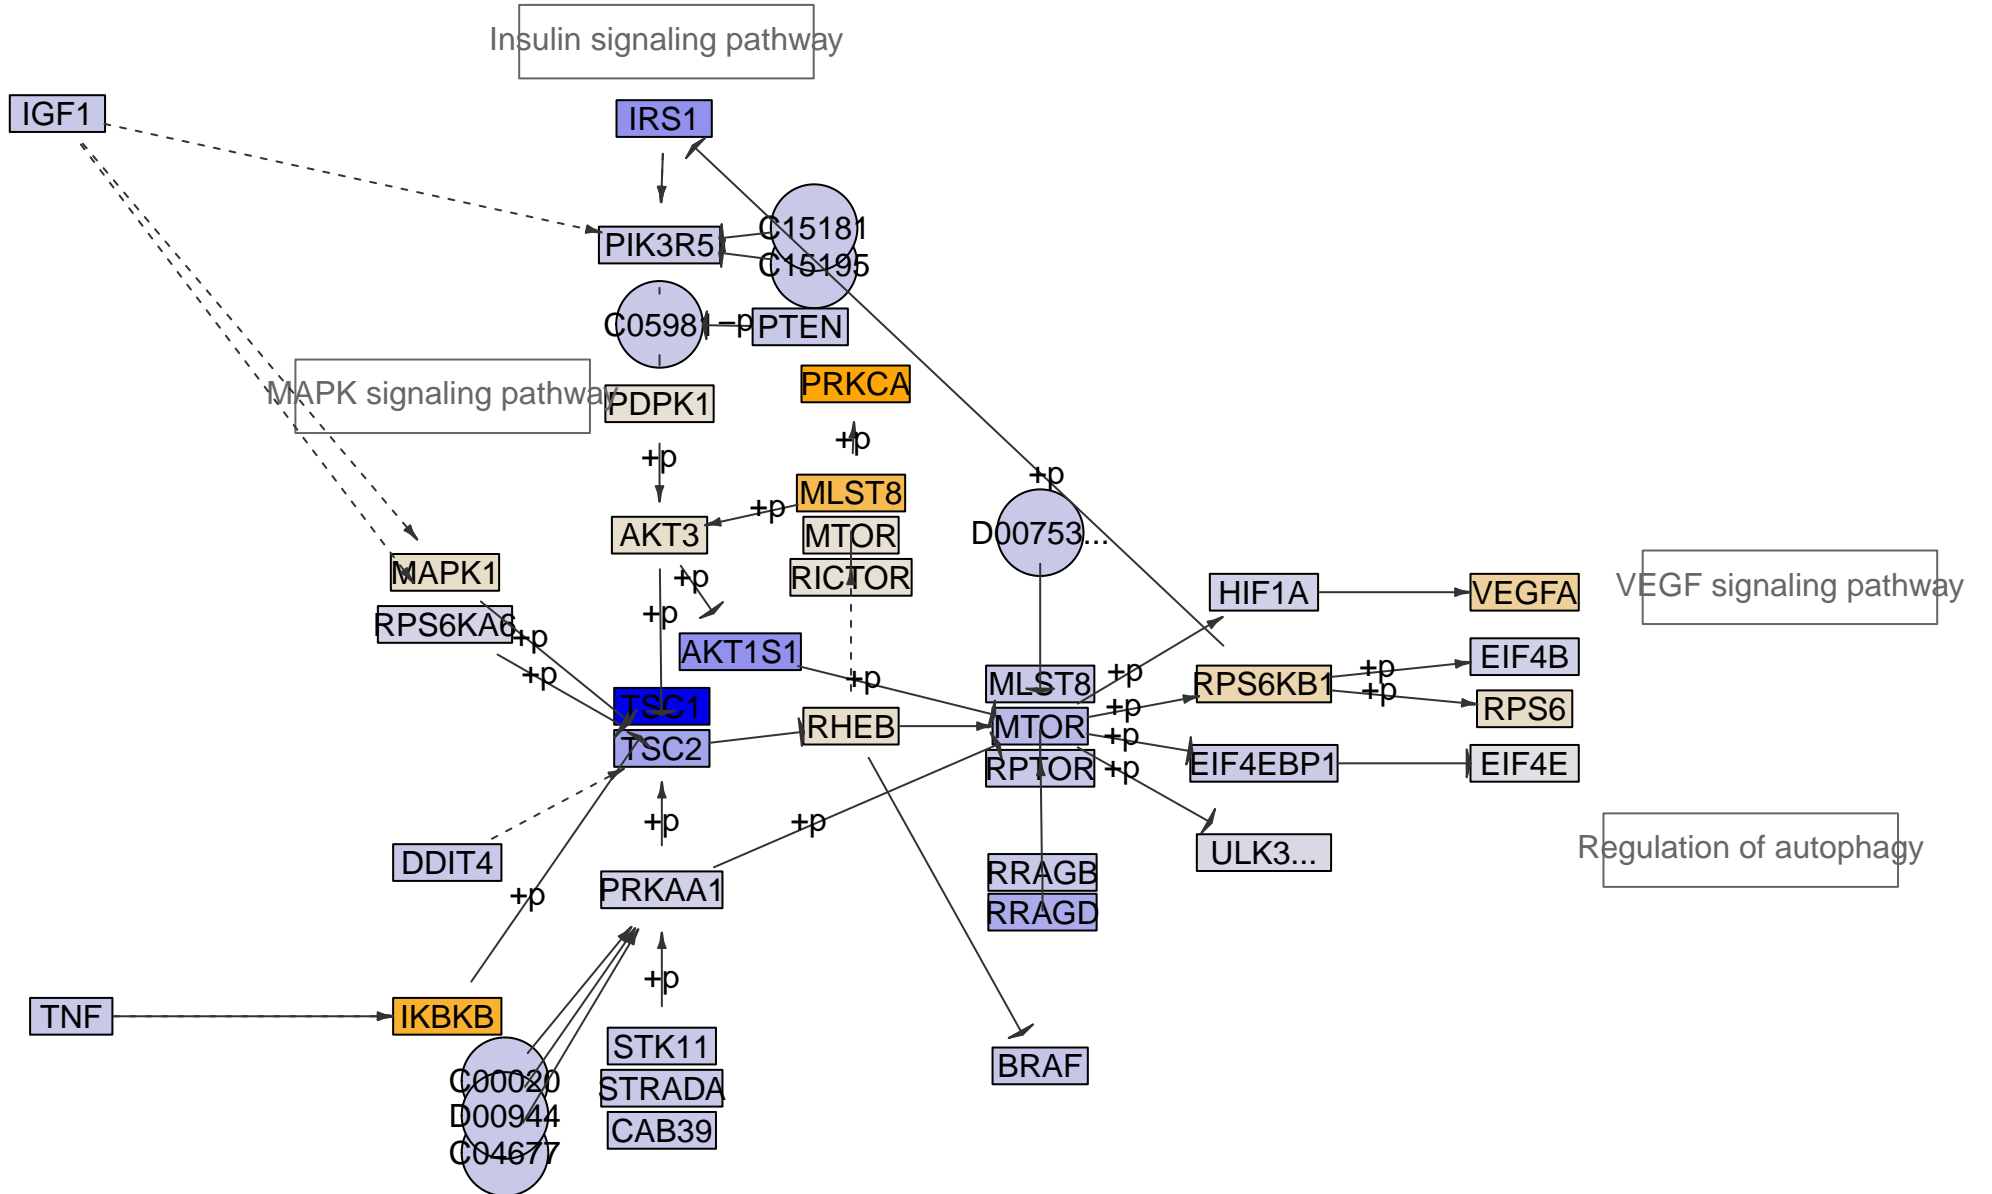 Insulin signaling pathway
IGF1
IRS1
C15181
PIK3R5
C15195
C05981
−p
PTEN
MAPK signaling pathway
PDPK1
PRKCA
+p
+p
+p
MLST8
+p
AKT3
MTOR
D00753...
MAPK1
RICTOR
+p
HIF1A
VEGFA
VEGF signaling pathway
RPS6KA6
+p
+p
AKT1S1
EIF4B
+p
+p
+p
MLST8
+p
RPS6KB1
+p
TSC1
+p
RPS6
RHEB
MTOR
+p
TSC2
RPTOR
+p
EIF4EBP1
EIF4E
+p
+p
Regulation of autophagy
DDIT4
RRAGB
ULK3...
PRKAA1
+p
RRAGD
+p
TNF
IKBKB
STK11
BRAF
C00020
STRADA
D00944
CAB39
C04677